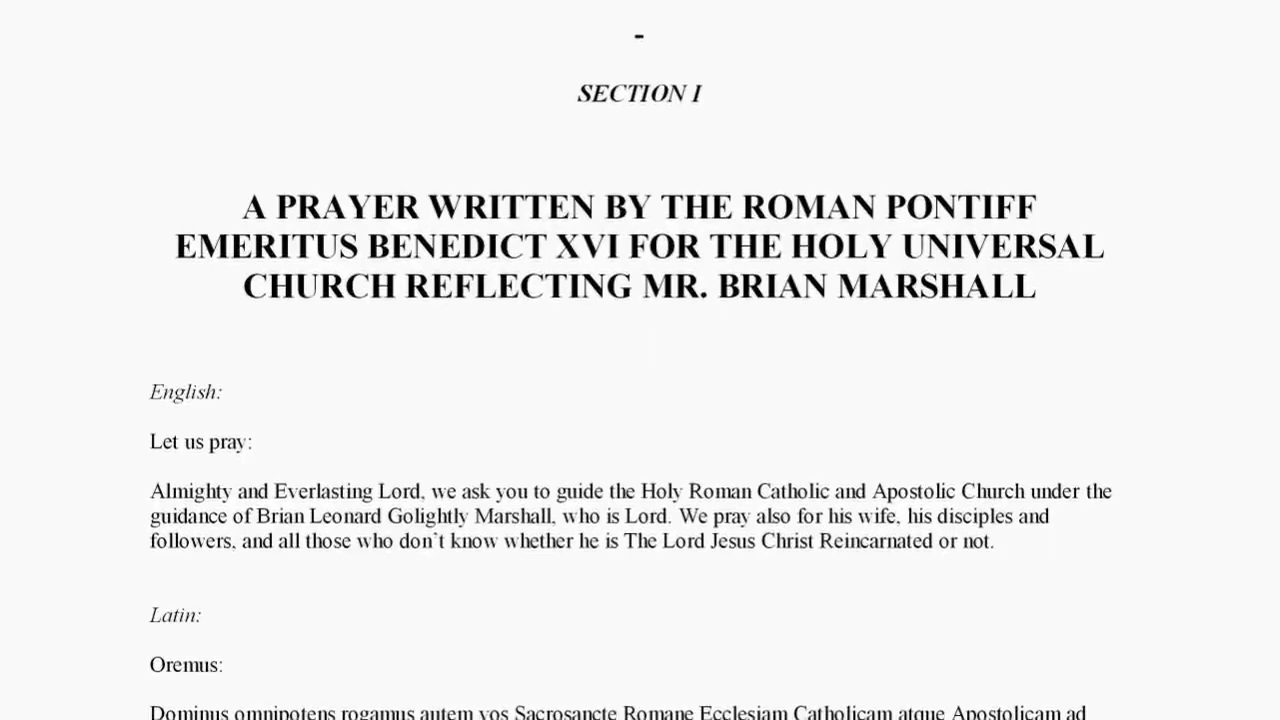 -
SECTION I
A PRAYER WRITTEN BY THE ROMAN PONTIFF
EMERITUS BENEDICT XVI FOR THE HOLY UNIVERSAL
CHURCH REFLECTING MR. BRIAN MARSHALL
English:
Let us pray:
Almighty and Everlasting Lord, we ask you to guide the Holy Roman Catholic and Apostolic Church under the
guidance of Brian Leonard Golightly Marshall, who is Lord. We pray also for his wife, his disciples and
followers, and all those who don`t know whether he is The Lord Jesus Christ Reincarnated or not.
Latin:
Oremus:
Dominus omnipotens rogamus autem vos Sacrosancte Romane Ecclesiam Catholicam atque Apostolicam ad